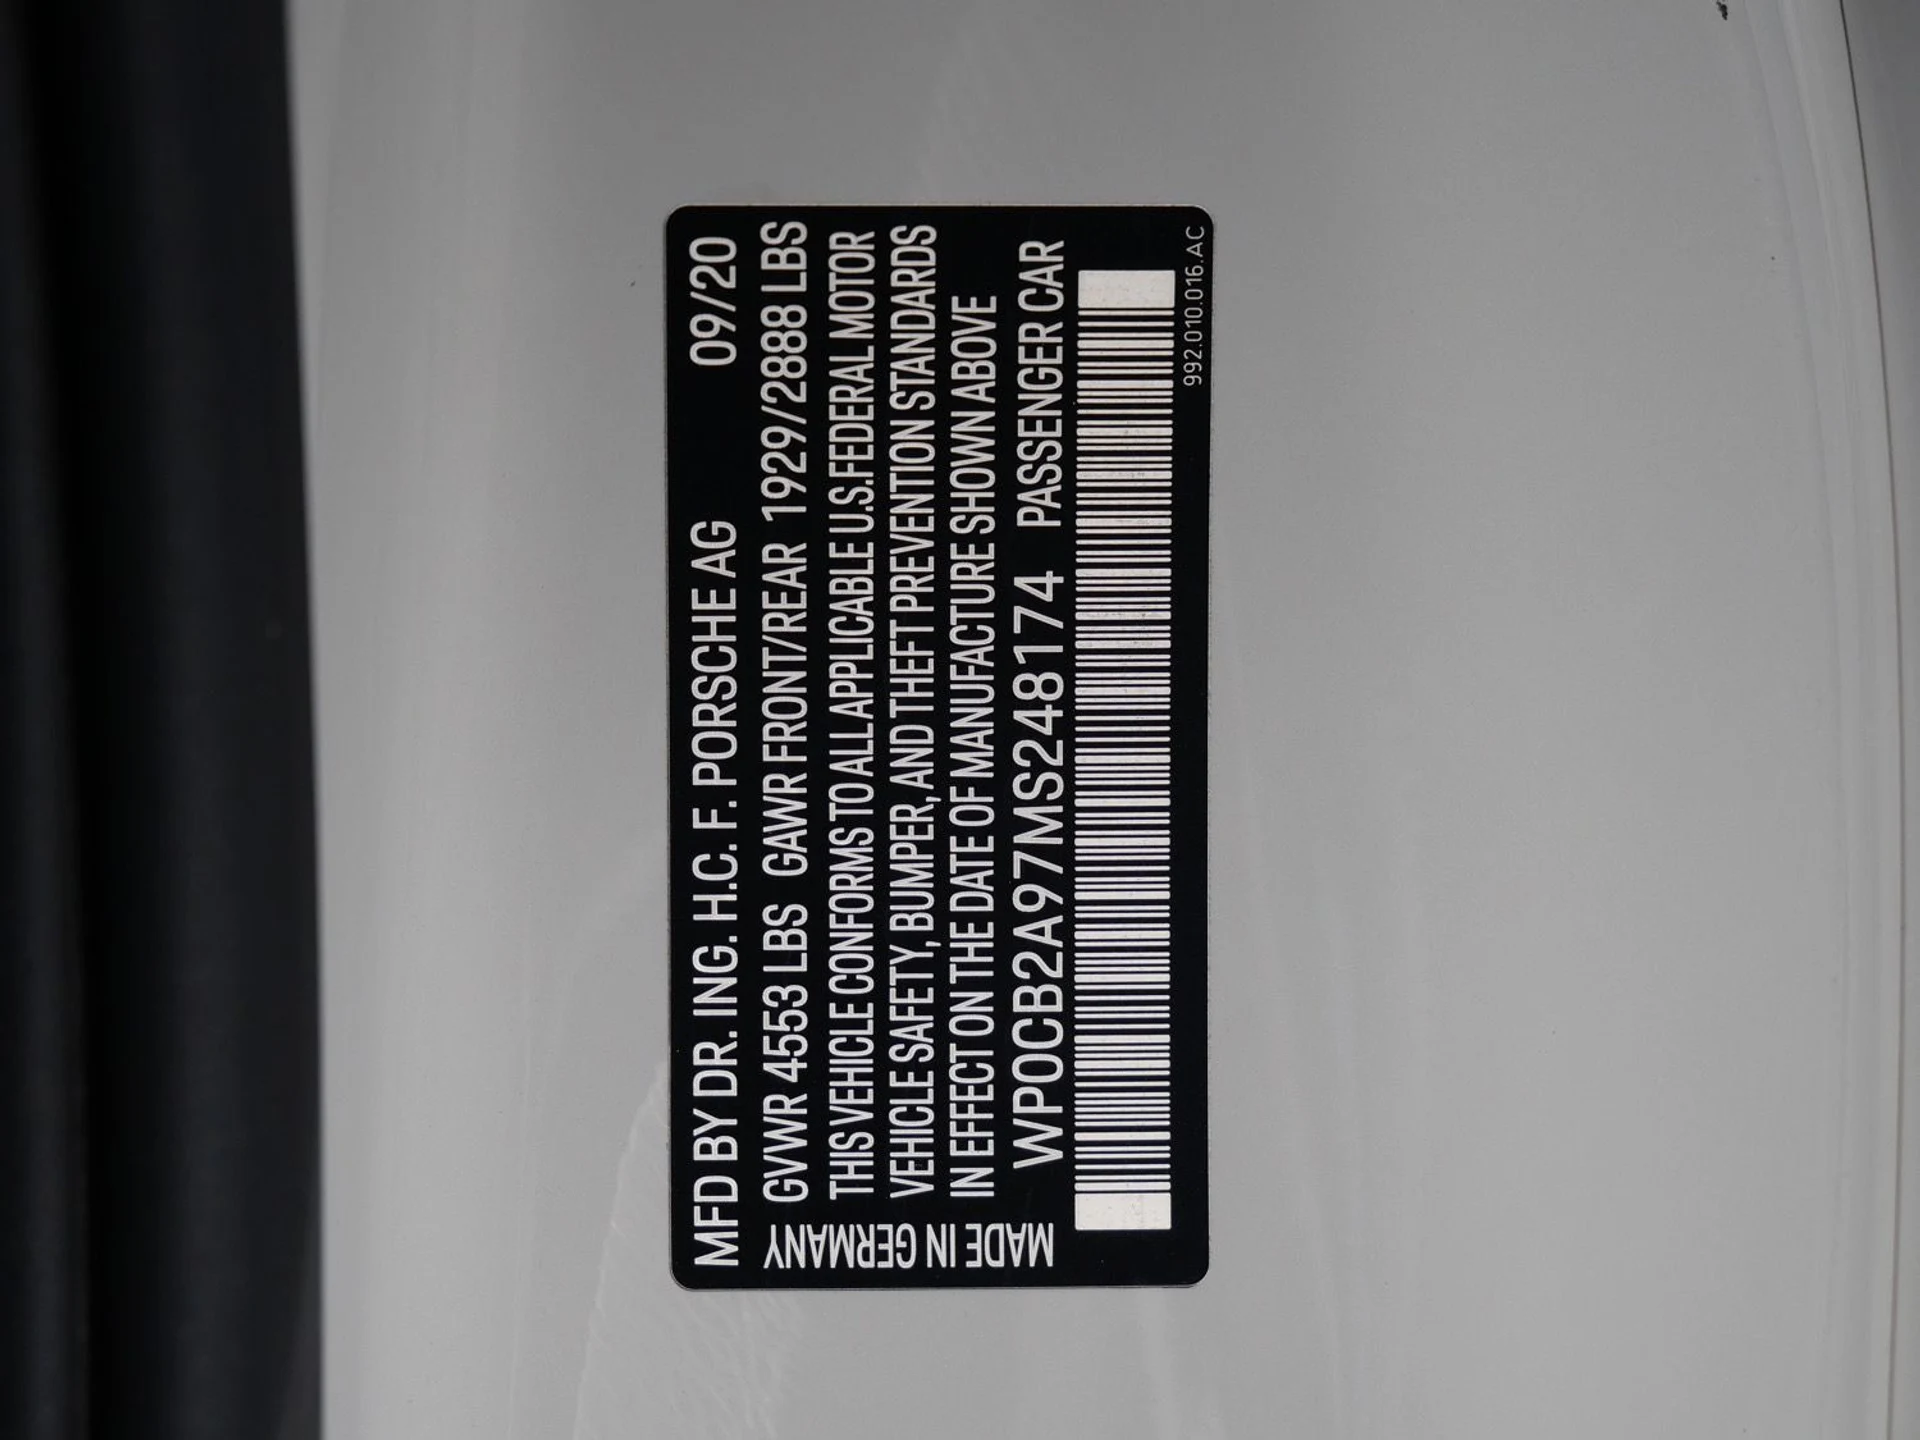 MFD BY DR. ING. H.C. F. PORSCHE AG 09/20
GVWR 4553 LBS GAWR FRONT/REAR 1929/2888 LBS
THIS VEHICLE CONFORMS TO ALL APPLICABLE U.S. FEDERAL MOTOR
VEHICLE SAFETY, BUMPER, AND THEFT PREVENTION STANDARDS
IN EFFECT ON THE DATE OF MANUFACTURE SHOWN ABOVE
WP0CB2A97MS248174 PASSENGER CAR
MADE IN GERMANY
992.010.016.AC